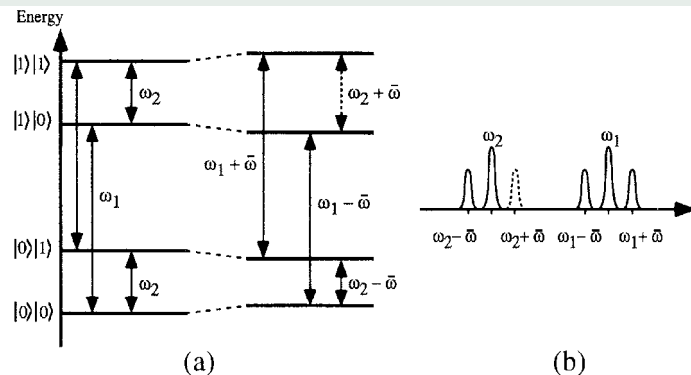 Energy
|1⟩|1⟩
ω₂
ω₂ + ω̄
|1⟩|0⟩
ω₁ + ω̄
ω₁
ω₁ − ω̄
|0⟩|1⟩
ω₂
ω₂ − ω̄
|0⟩|0⟩
(a)
ω₂ ω₁
ω₂− ω̄ ω₂+ ω̄ ω₁− ω̄ ω₁+ ω̄
(b)